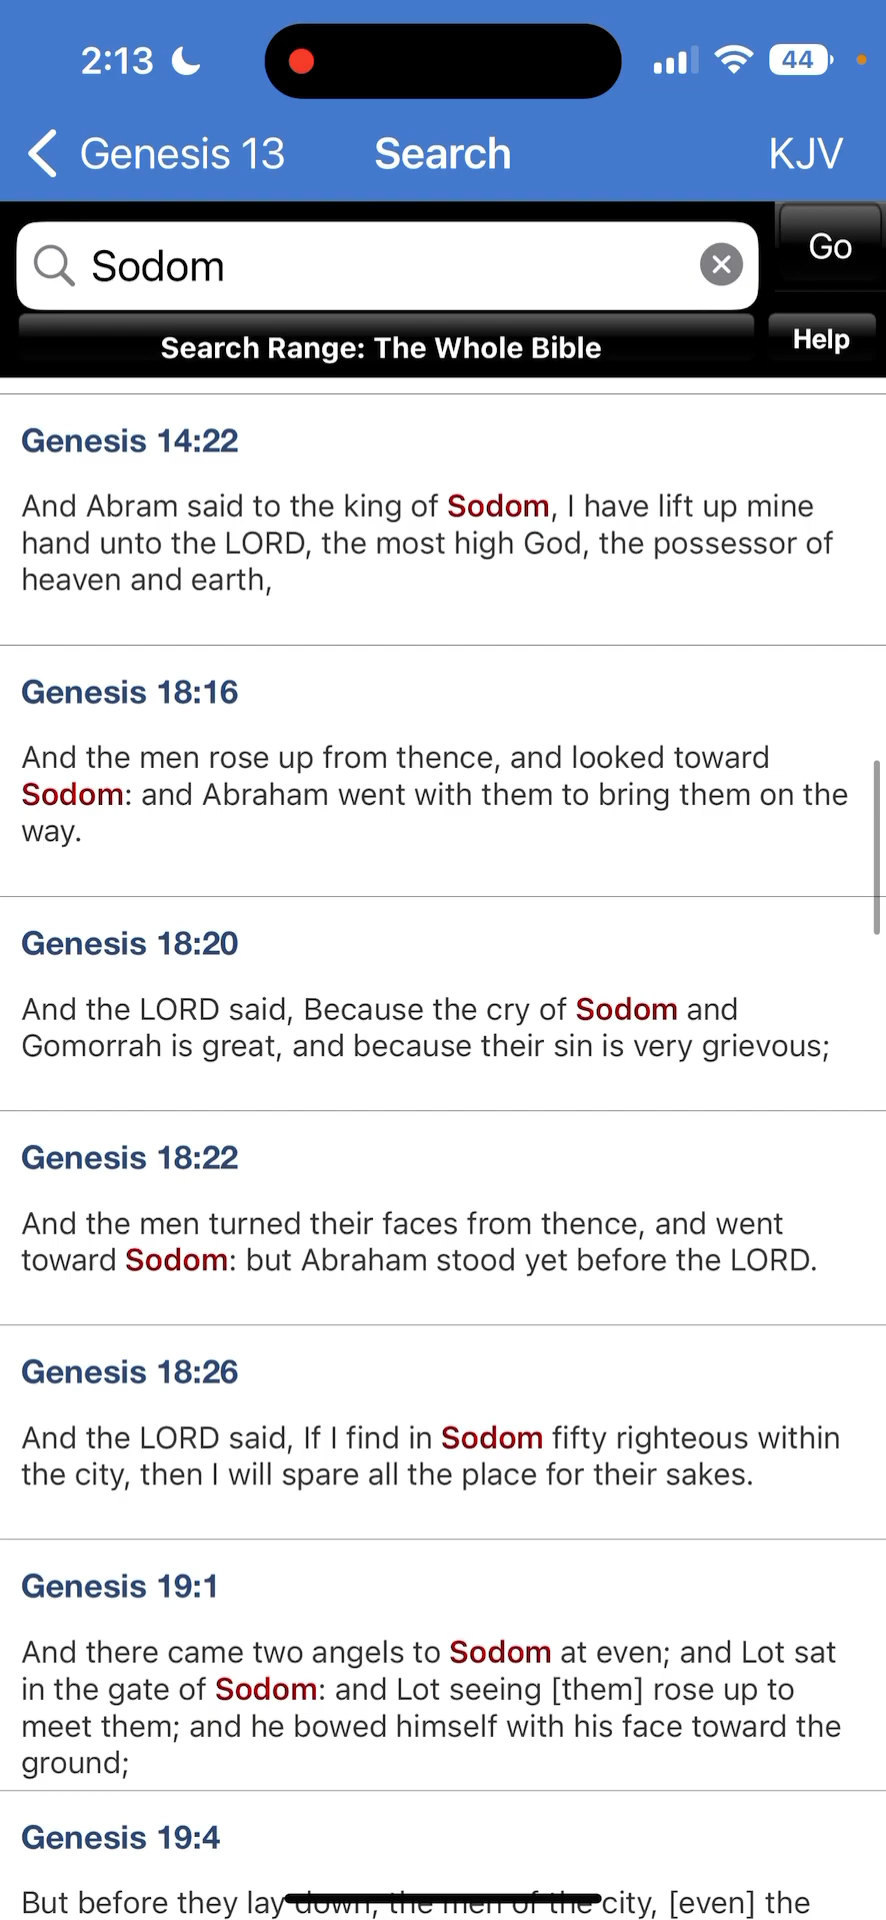 2:13
44
Genesis 13
Search
KJV
Sodom
Go
Search Range: The Whole Bible
Help
Genesis 14:22
And Abram said to the king of Sodom, I have lift up mine
hand unto the LORD, the most high God, the possessor of
heaven and earth,
Genesis 18:16
And the men rose up from thence, and looked toward
Sodom: and Abraham went with them to bring them on the
way.
Genesis 18:20
And the LORD said, Because the cry of Sodom and
Gomorrah is great, and because their sin is very grievous;
Genesis 18:22
And the men turned their faces from thence, and went
toward Sodom: but Abraham stood yet before the LORD.
Genesis 18:26
And the LORD said, If I find in Sodom fifty righteous within
the city, then I will spare all the place for their sakes.
Genesis 19:1
And there came two angels to Sodom at even; and Lot sat
in the gate of Sodom: and Lot seeing [them] rose up to
meet them; and he bowed himself with his face toward the
ground;
Genesis 19:4
But before they lay down, the men of the city, [even] the